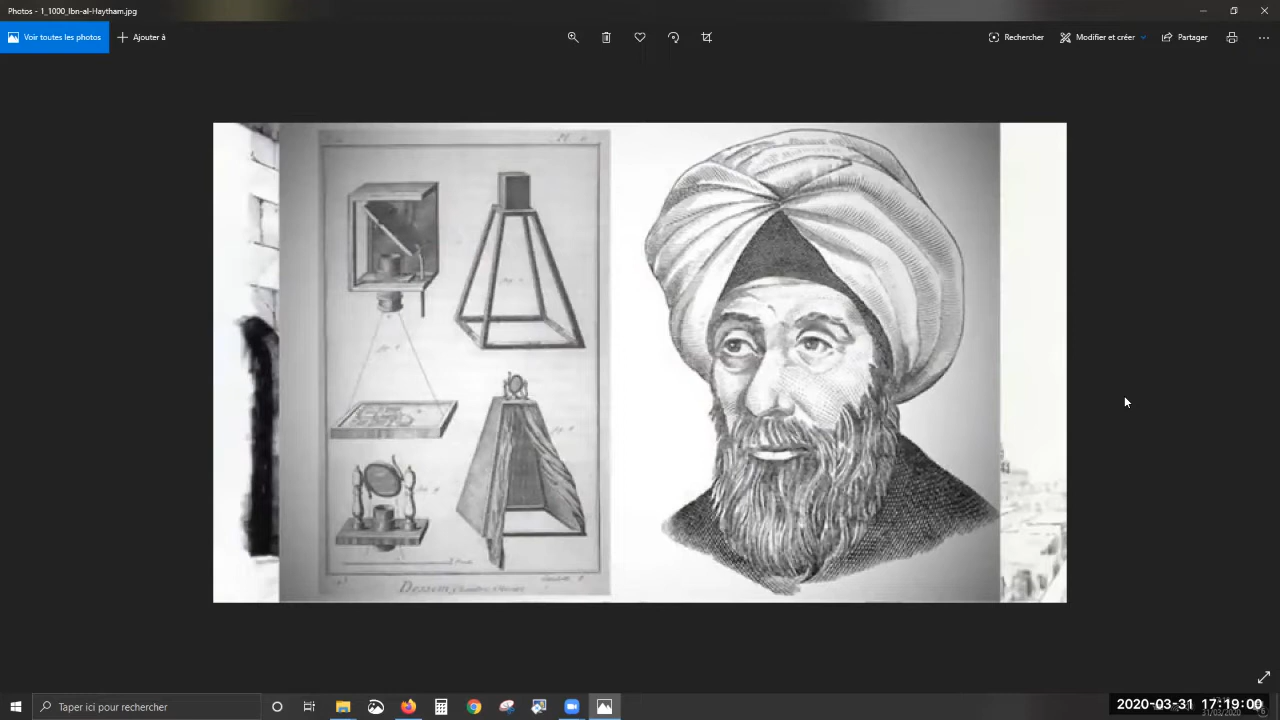 Photos - 1_1000_Ibn-al-Haytham.jpg
Voir toutes les photos
Ajouter à
Rechercher
Modifier et créer
Partager
Dessein,
Taper ici pour rechercher
2020-03-31 17:19:00